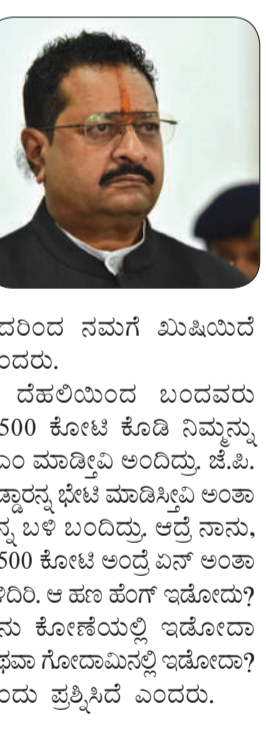 ದರಿಂದ ನಮಗೆ ಖುಷಿಯಿದೆ
ಂದರು.
ದೆಹಲಿಯಿಂದ ಬಂದವರು
500 ಕೋಟಿ ಕೊಡಿ ನಿಮ್ಮನ್ನು
ಎಂ ಮಾಡ್ತೀವಿ ಅಂದಿದ್ರು. ಜೆ.ಪಿ.
ಡ್ಡಾರನ್ನ ಭೇಟಿ ಮಾಡಿಸ್ತೀವಿ ಅಂತಾ
ನ್ನ ಬಳಿ ಬಂದಿದ್ರು. ಆದ್ರೆ ನಾನು,
500 ಕೋಟಿ ಅಂದ್ರೆ ಏನ್ ಅಂತಾ
ಳಿದಿರಿ. ಆ ಹಣ ಹೆಂಗ್ ಇಡೋದು?
ನು ಕೋಣೆಯಲ್ಲಿ ಇಡೋದಾ
ಥವಾ ಗೋದಾಮಿನಲ್ಲಿ ಇಡೋದಾ?
ಂದು ಪ್ರಶ್ನಿಸಿದೆ ಎಂದರು.